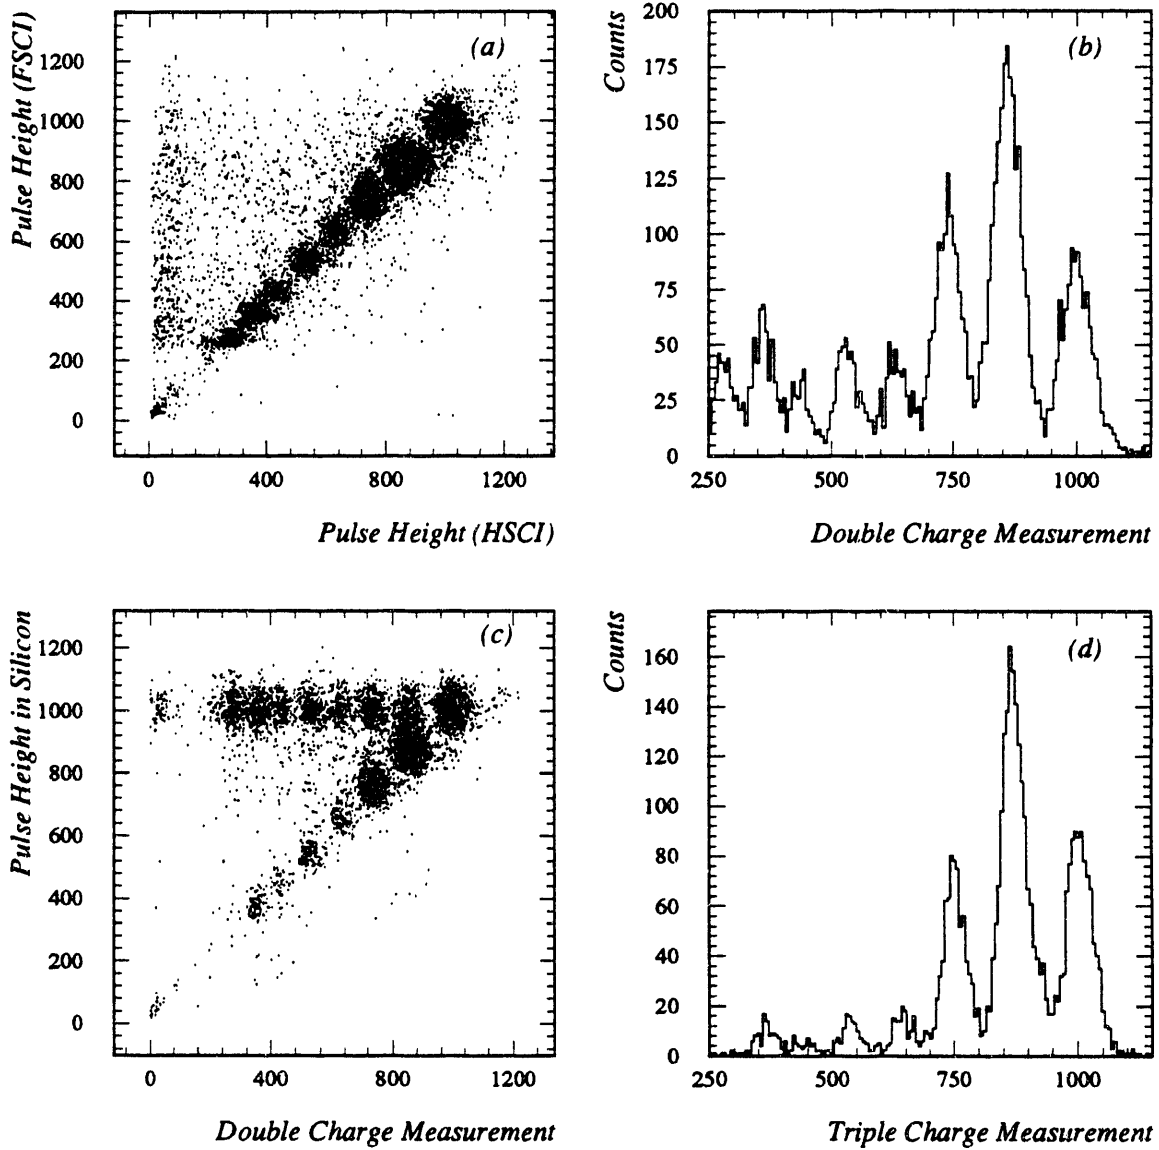 (a)
Pulse Height (FSCI)
1200
1000
800
600
400
200
0
0 400 800 1200
Pulse Height (HSCI)
(b)
Counts
200
175
150
125
100
75
50
25
0
250 500 750 1000
Double Charge Measurement
(c)
Pulse Height in Silicon
1200
1000
800
600
400
200
0
0 400 800 1200
Double Charge Measurement
(d)
Counts
160
140
120
100
80
60
40
20
0
250 500 750 1000
Triple Charge Measurement